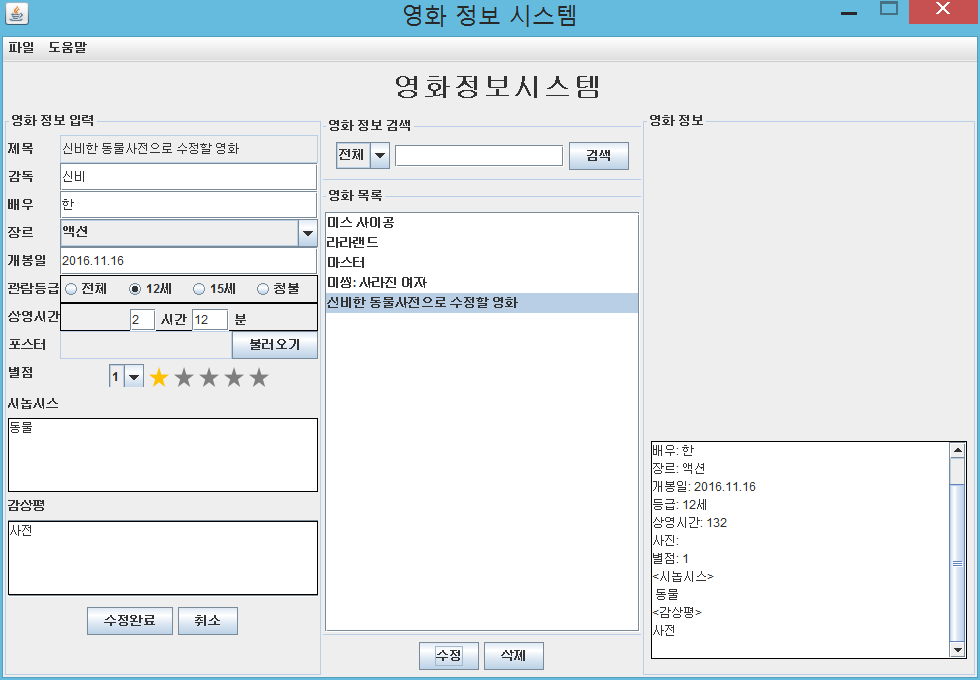 영화 정보 시스템
파일 도움말
영화정보시스템
영화 정보 입력
제목 신비한 동물사전으로 수정할 영화
감독 신비
배우 한
장르 액션
개봉일 2016.11.16
관람등급 전체 12세 15세 청불
상영시간 2 시간 12 분
포스터 불러오기
별점 1
시놉시스
동물
감상평
사전
수정완료 취소
영화 정보 검색
전체 검색
영화 목록
미스 사이공
라라랜드
마스터
미씽: 사라진 여자
신비한 동물사전으로 수정할 영화
수정 삭제
영화 정보
배우: 한
장르: 액션
개봉일: 2016.11.16
등급: 12세
상영시간: 132
사진:
별점: 1
<시놉시스>
동물
<감상평>
사전